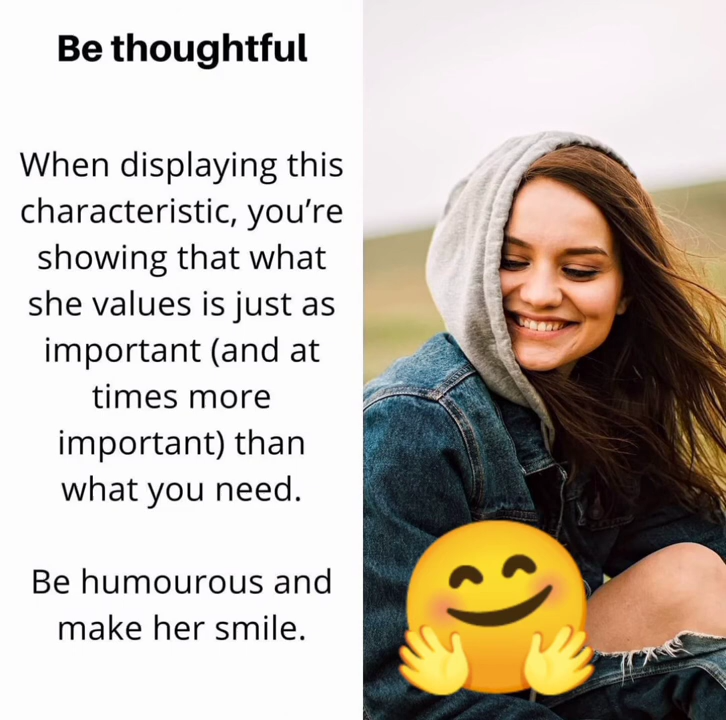 Be thoughtful
When displaying this
characteristic, you’re
showing that what
she values is just as
important (and at
times more
important) than
what you need.
Be humourous and
make her smile.